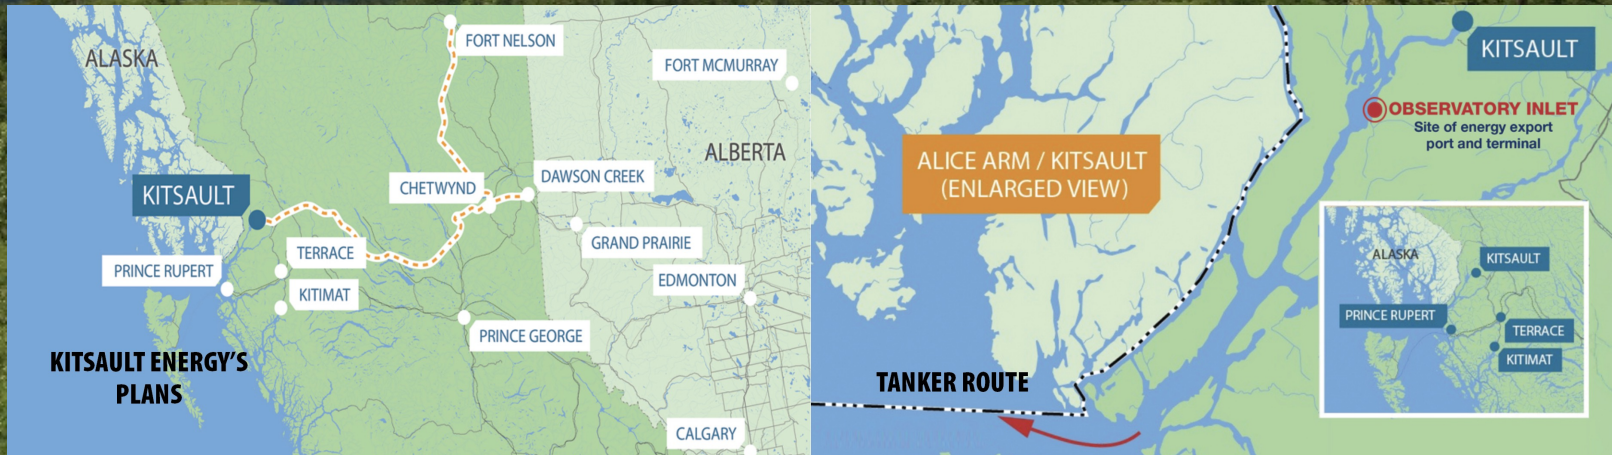 ALASKA
FORT NELSON
FORT MCMURRAY
ALBERTA
CHETWYND
DAWSON CREEK
KITSAULT
GRAND PRAIRIE
TERRACE
PRINCE RUPERT
EDMONTON
KITIMAT
PRINCE GEORGE
KITSAULT ENERGY'S
PLANS
CALGARY
KITSAULT
OBSERVATORY INLET
Site of energy export
port and terminal
ALICE ARM / KITSAULT
(ENLARGED VIEW)
ALASKA
KITSAULT
PRINCE RUPERT
TERRACE
KITIMAT
TANKER ROUTE